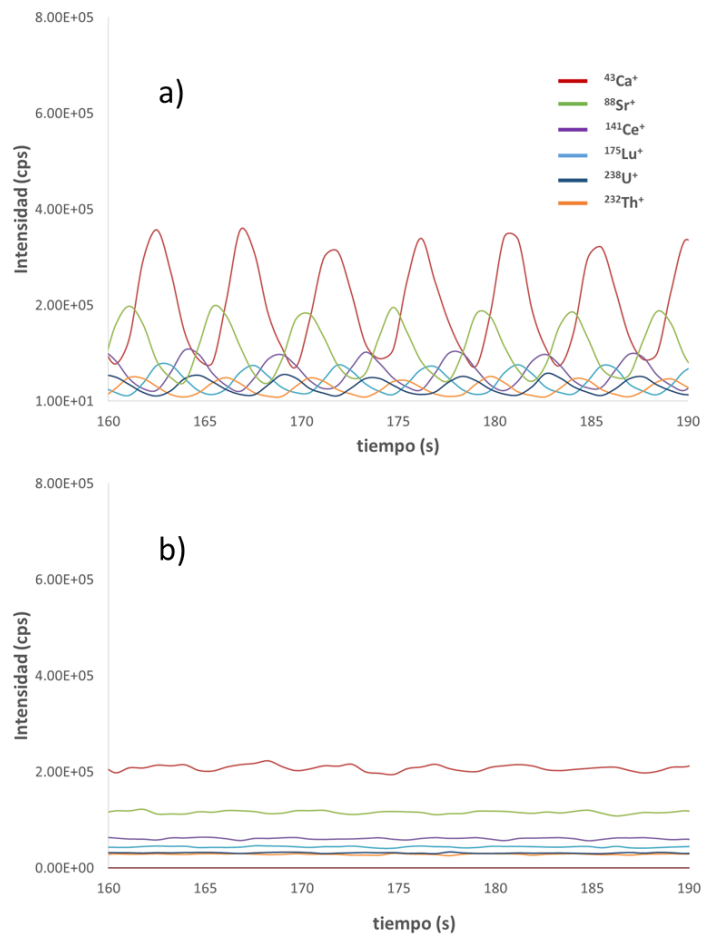 8.00E+05
a)
⁴³Ca⁺
⁸⁸Sr⁺
¹⁴¹Ce⁺
¹⁷⁵Lu⁺
²³⁸U⁺
²³²Th⁺
6.00E+05
Intensidad (cps)
4.00E+05
2.00E+05
1.00E+01
160 165 170 175 180 185 190
tiempo (s)
8.00E+05
b)
6.00E+05
Intensidad (cps)
4.00E+05
2.00E+05
0.00E+00
160 165 170 175 180 185 190
tiempo (s)